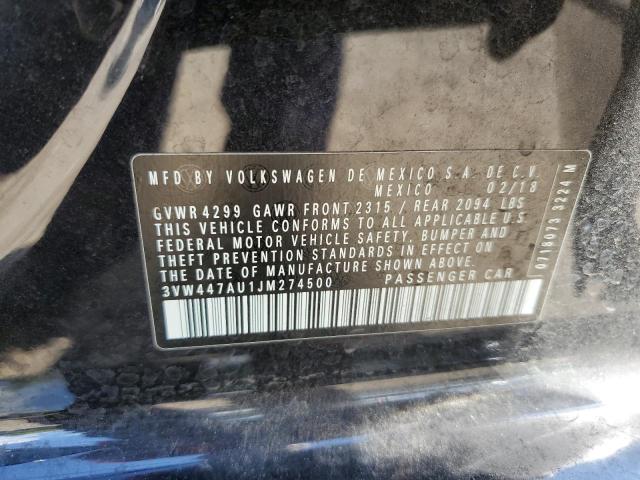 MFD BY VOLKSWAGEN DE MEXICO S.A. DE C.V.
MEXICO 02/18
GVWR 4299 GAWR FRONT 2315 / REAR 2094 LBS
THIS VEHICLE CONFORMS TO ALL APPLICABLE U.S.
FEDERAL MOTOR VEHICLE SAFETY, BUMPER AND
THEFT PREVENTION STANDARDS IN EFFECT ON
THE DATE OF MANUFACTURE SHOWN ABOVE.
3VW447AU1JM274500 PASSENGER CAR